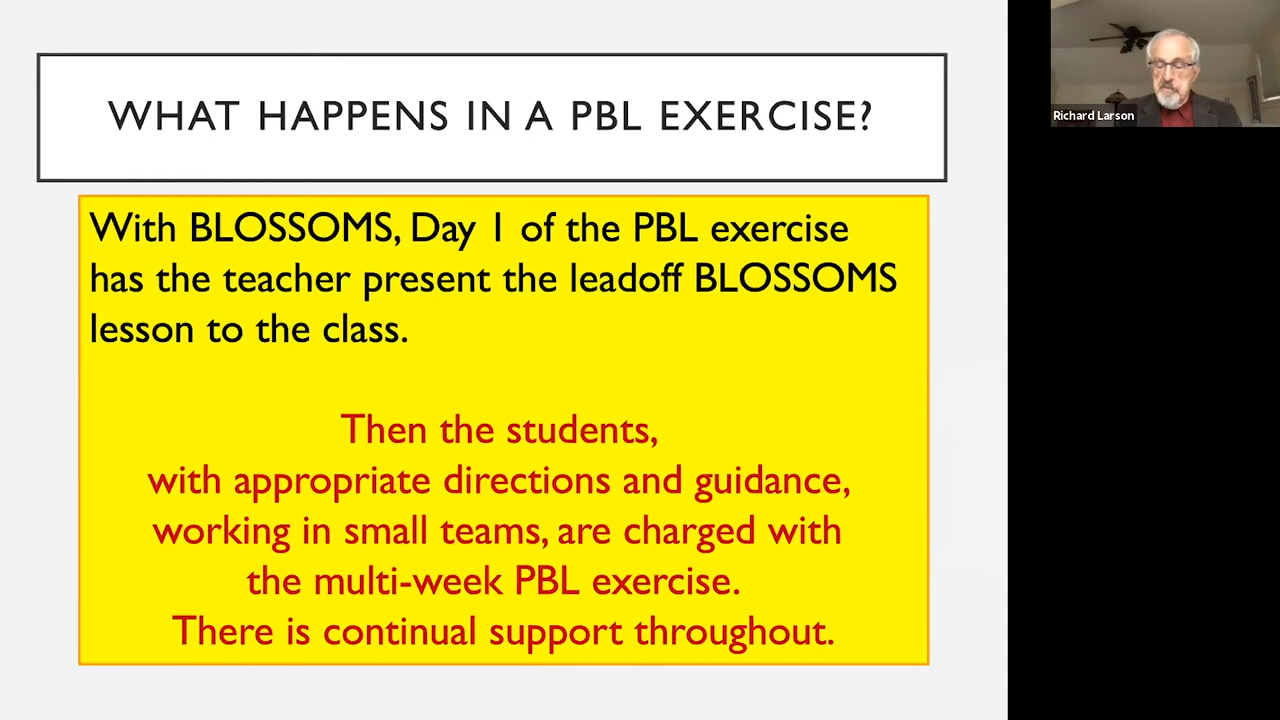 WHAT HAPPENS IN A PBL EXERCISE?
With BLOSSOMS, Day 1 of the PBL exercise
has the teacher present the leadoff BLOSSOMS
lesson to the class.
Then the students,
with appropriate directions and guidance,
working in small teams, are charged with
the multi-week PBL exercise.
There is continual support throughout.
Richard Larson